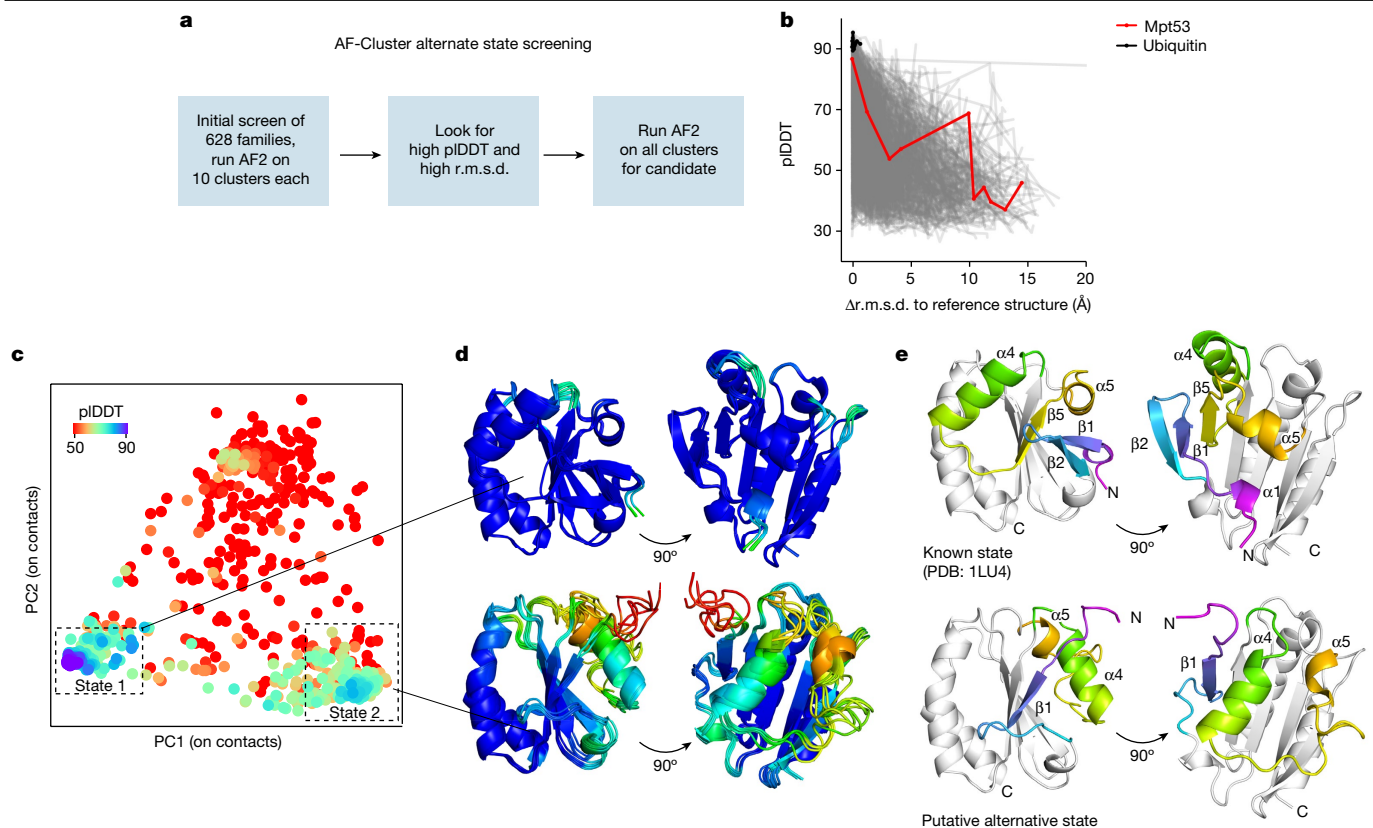 a
AF-Cluster alternate state screening
Initial screen of
628 families,
run AF2 on
10 clusters each
Look for
high plDDT and
high r.m.s.d.
Run AF2
on all clusters
for candidate
b
90
70
50
30
plDDT
0
5
10
15
20
Δr.m.s.d. to reference structure (Å)
Mpt53
Ubiquitin
c
plDDT
50
90
State 1
State 2
PC2 (on contacts)
PC1 (on contacts)
d
90º
90º
e
α4
α5
β5
β1
β2
N
C
Known state
(PDB: 1LU4)
90º
α4
β5
β2
β1
α5
α1
N
C
α5
N
α4
β1
C
Putative alternative state
90º
N
α4
α5
β1
C